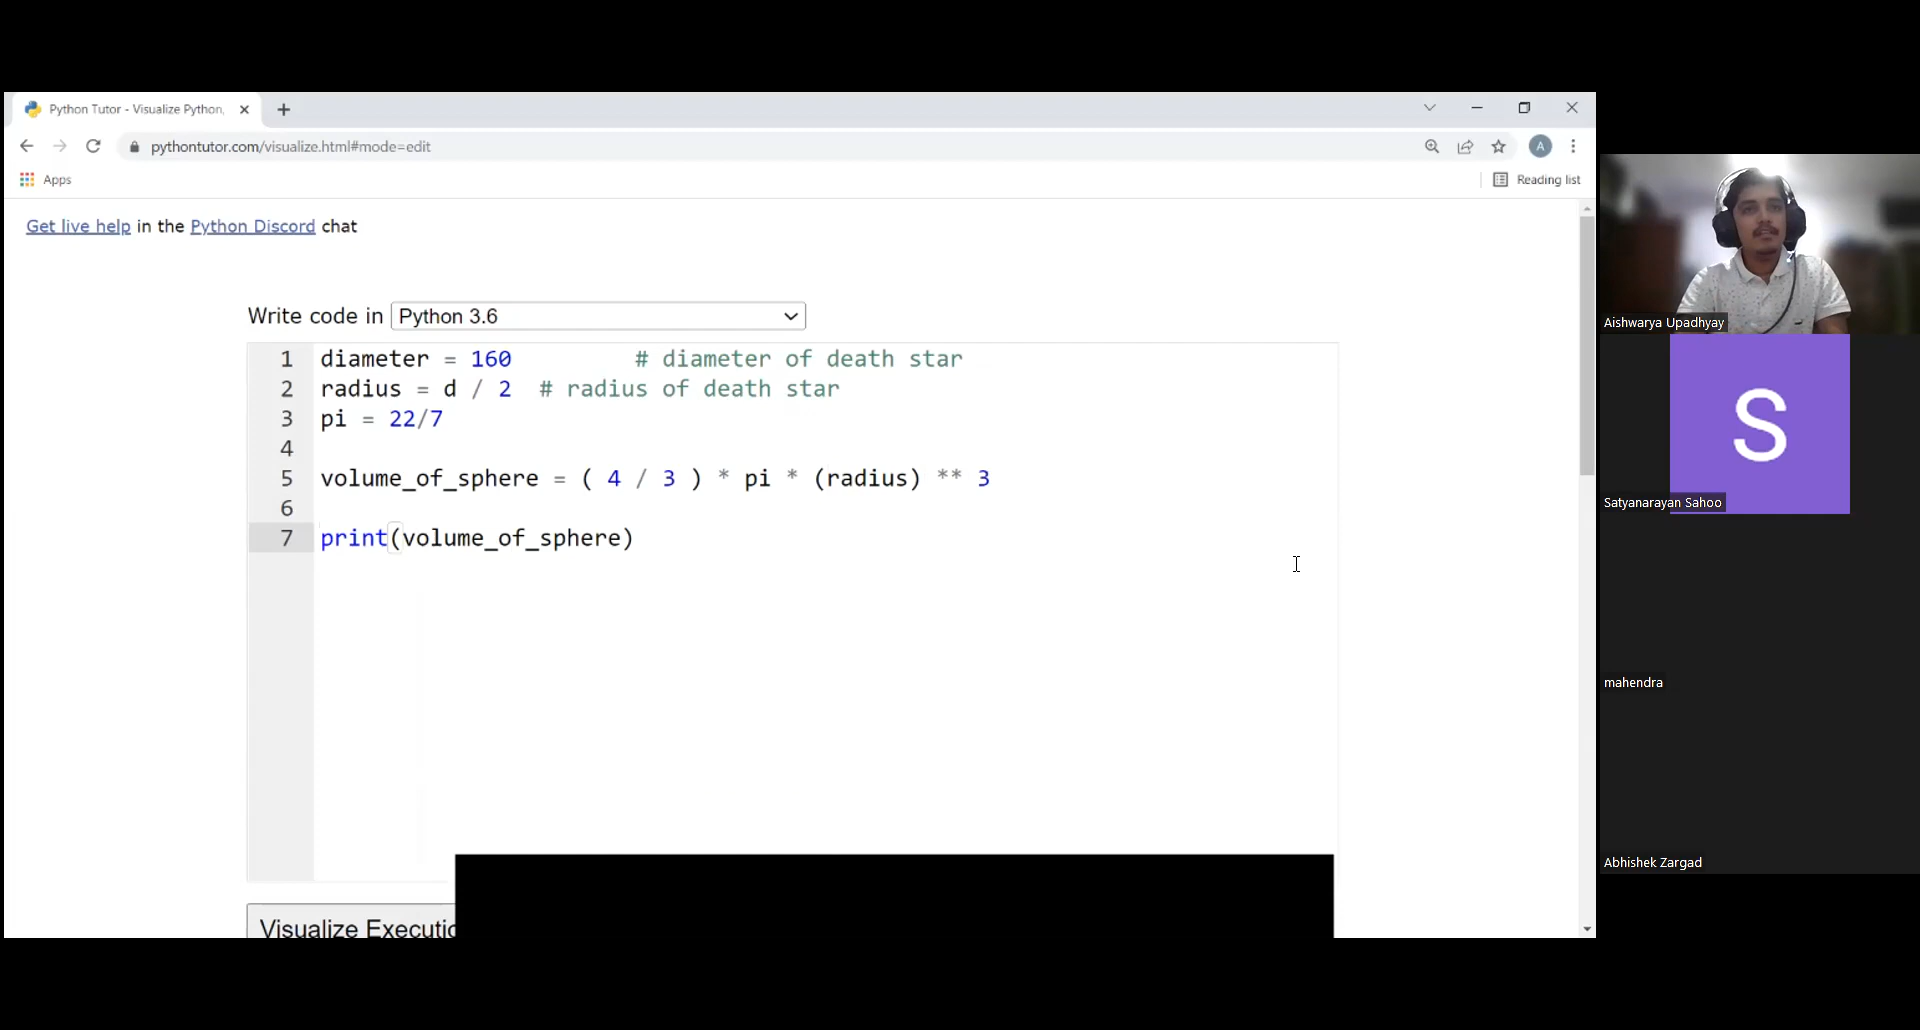 Python Tutor - Visualize Python,
pythontutor.com/visualize.html#mode=edit
A
Apps
Reading list
Get live help in the Python Discord chat
Write code in Python 3.6
1 diameter = 160 # diameter of death star
2 radius = d / 2 # radius of death star
3 pi = 22/7
4
5 volume_of_sphere = ( 4 / 3 ) * pi * (radius) ** 3
6
7 print(volume_of_sphere)
Visualize Executio
Aishwarya Upadhyay
S
Satyanarayan Sahoo
mahendra
Abhishek Zargad